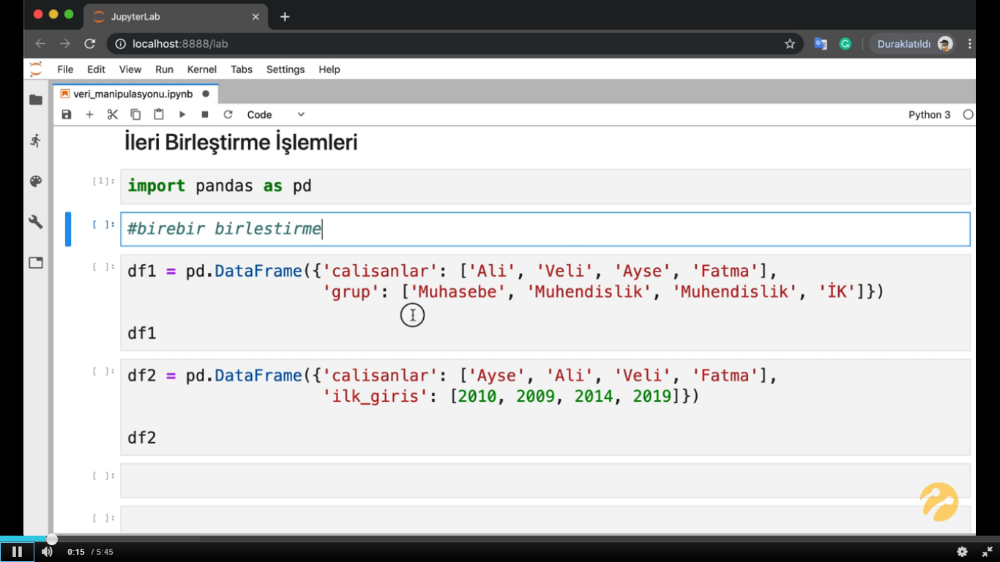 JupyterLab
localhost:8888/lab
Duraklatıldı
File Edit View Run Kernel Tabs Settings Help
veri_manipulasyonu.ipynb
Code
Python 3
İleri Birleştirme İşlemleri
[1]: import pandas as pd
[ ]: #birebir birlestirme
[ ]: df1 = pd.DataFrame({'calisanlar': ['Ali', 'Veli', 'Ayse', 'Fatma'],
'grup': ['Muhasebe', 'Muhendislik', 'Muhendislik', 'İK']})
df1
[ ]: df2 = pd.DataFrame({'calisanlar': ['Ayse', 'Ali', 'Veli', 'Fatma'],
'ilk_giris': [2010, 2009, 2014, 2019]})
df2
[ ]:
[ ]:
0:15 / 5:45